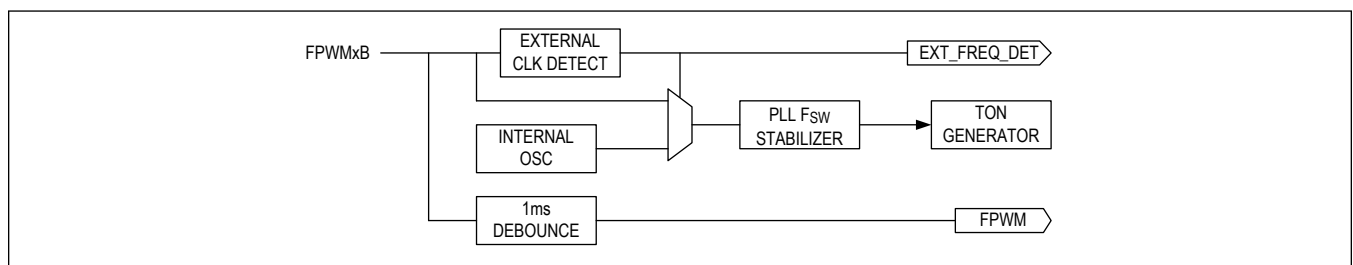 FPWMxB
EXTERNAL
CLK DETECT
EXT_FREQ_DET
INTERNAL
OSC
PLL FSW
STABILIZER
TON
GENERATOR
1ms
DEBOUNCE
FPWM